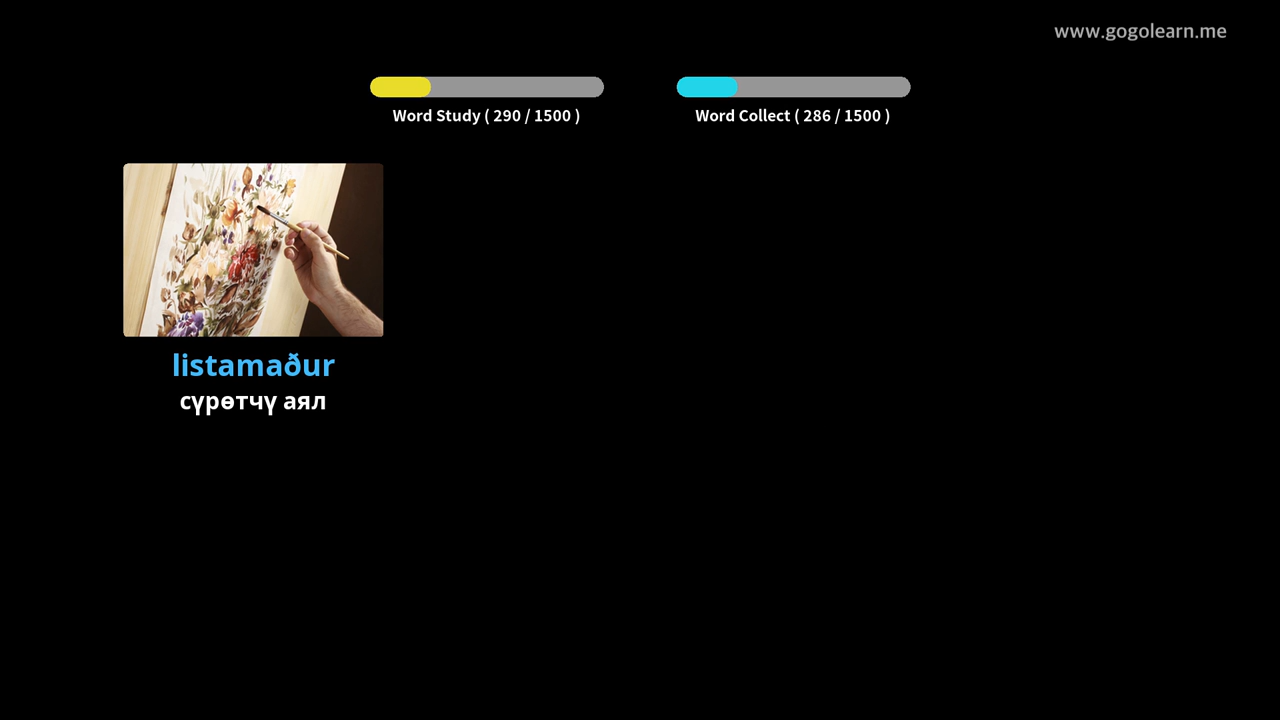 www.gogolearn.me
Word Study ( 290 / 1500 )
Word Collect ( 286 / 1500 )
listamaður
сүрөтчү аял